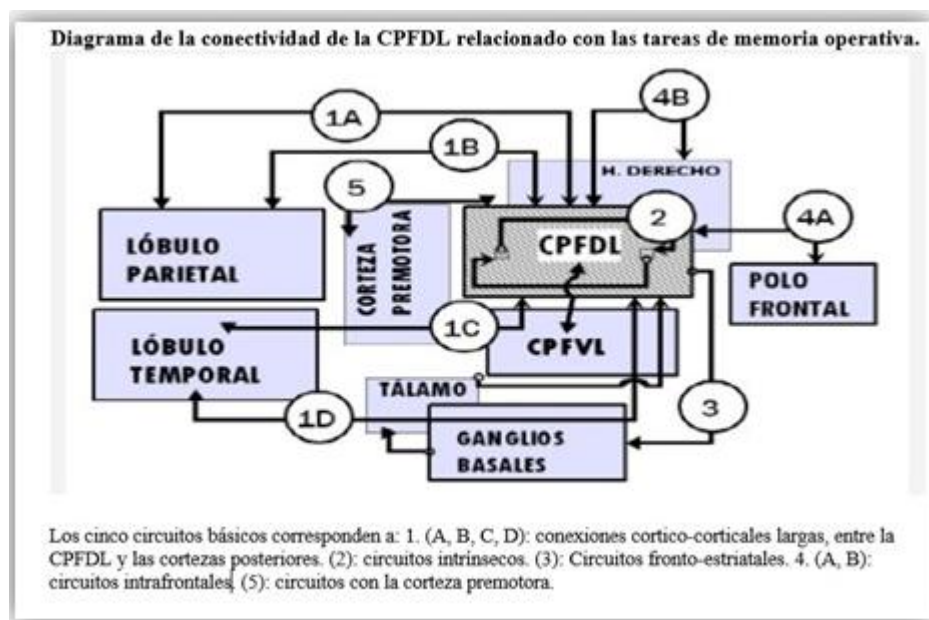 Diagrama de la conectividad de la CPFDL relacionado con las tareas de memoria operativa.
1A
4B
1B
H. DERECHO
5
2
4A
LÓBULO
PARIETAL
CORTEZA
PREMOTORA
CPFDL
POLO
FRONTAL
1C
LÓBULO
TEMPORAL
CPFVL
TÁLAMO
1D
3
GANGLIOS
BASALES
Los cinco circuitos básicos corresponden a: 1. (A, B, C, D): conexiones cortico-corticales largas, entre la
CPFDL y las cortezas posteriores. (2): circuitos intrínsecos. (3): Circuitos fronto-estriatales. 4. (A, B):
circuitos intrafrontales, (5): circuitos con la corteza premotora.